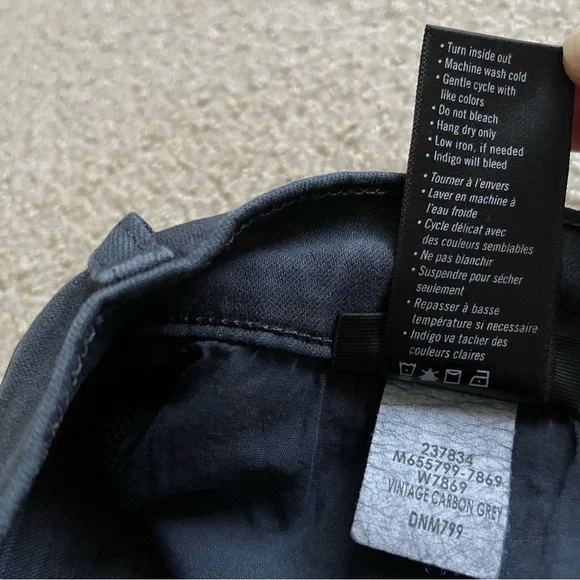 • Turn inside out
• Machine wash cold
• Gentle cycle with
like colors
• Do not bleach
• Hang dry only
• Low iron, if needed
• Indigo will bleed
• Tourner à l'envers
• Laver en machine à
l'eau froide
• Cycle délicat avec
des couleurs semblables
• Ne pas blanchir
• Suspendre pour sécher
seulement
• Repasser à basse
température si necessaire
• Indigo va tacher des
couleurs claires
237834
M655799-7869
W7869
VINTAGE CARBON GREY
DNM799